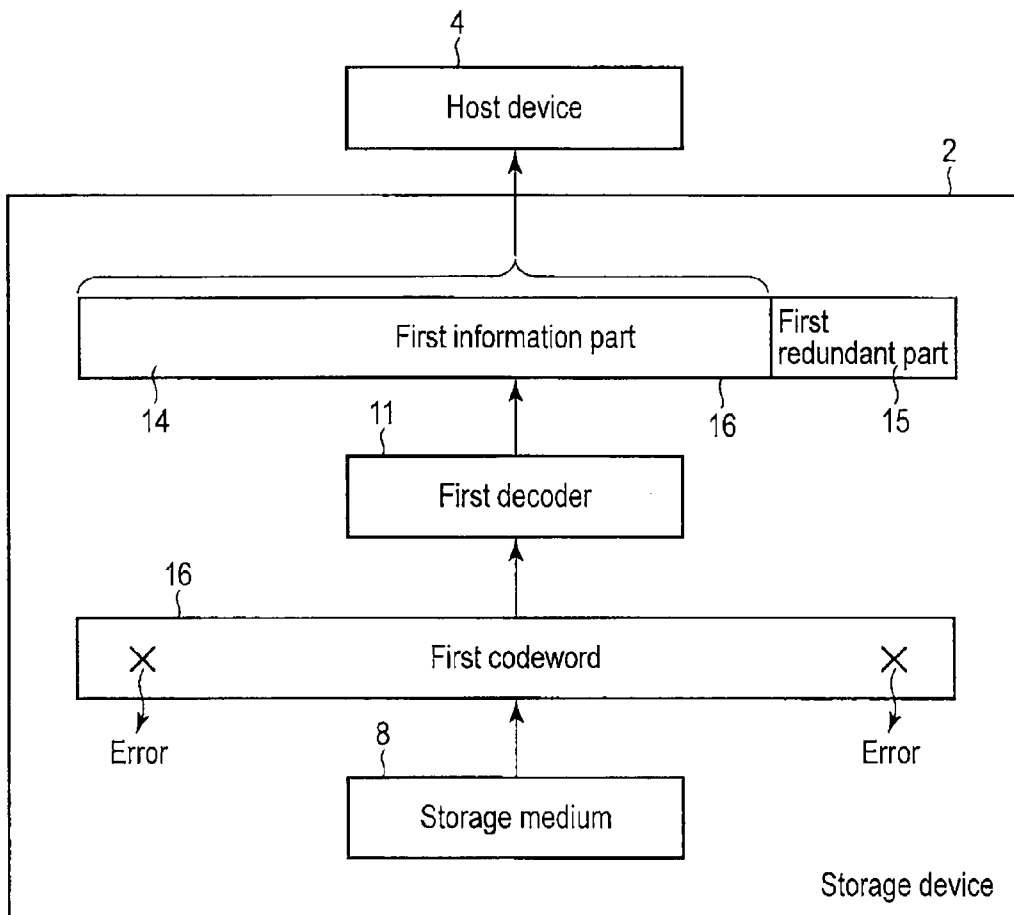 4
Host device
2
First information part
First
redundant part
14
16
15
11
First decoder
16
First codeword
Error
Error
8
Storage medium
Storage device